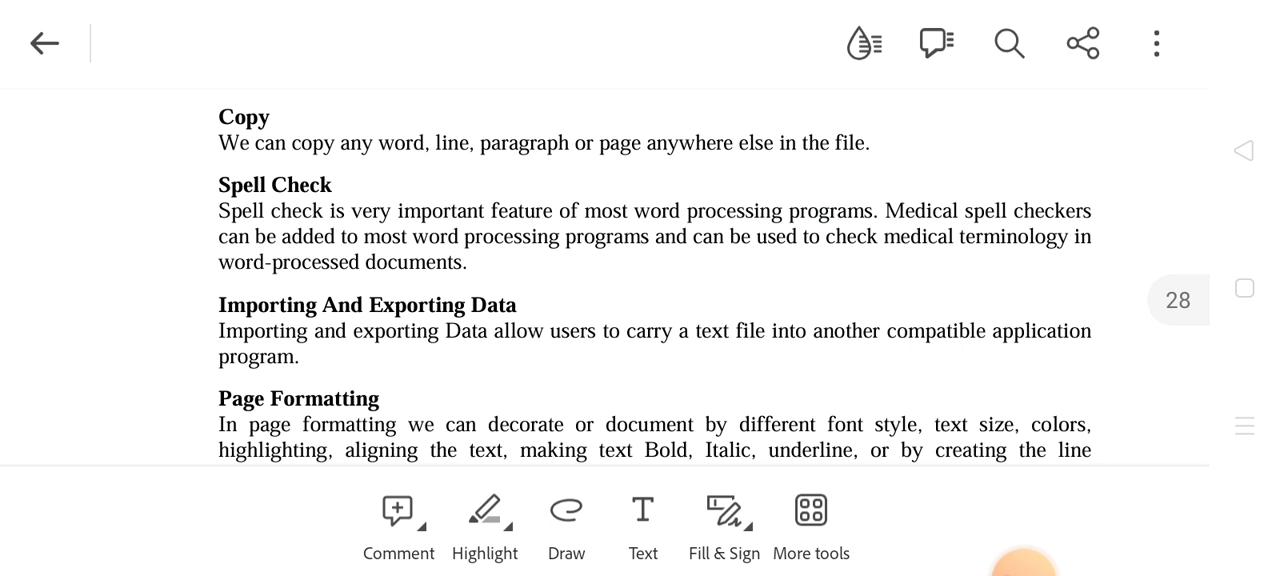 Copy
We can copy any word, line, paragraph or page anywhere else in the file.
Spell Check
Spell check is very important feature of most word processing programs. Medical spell checkers
can be added to most word processing programs and can be used to check medical terminology in
word-processed documents.
Importing And Exporting Data
Importing and exporting Data allow users to carry a text file into another compatible application
program.
28
Page Formatting
In page formatting we can decorate or document by different font style, text size, colors,
highlighting, aligning the text, making text Bold, Italic, underline, or by creating the line
Comment Highlight Draw Text Fill & Sign More tools